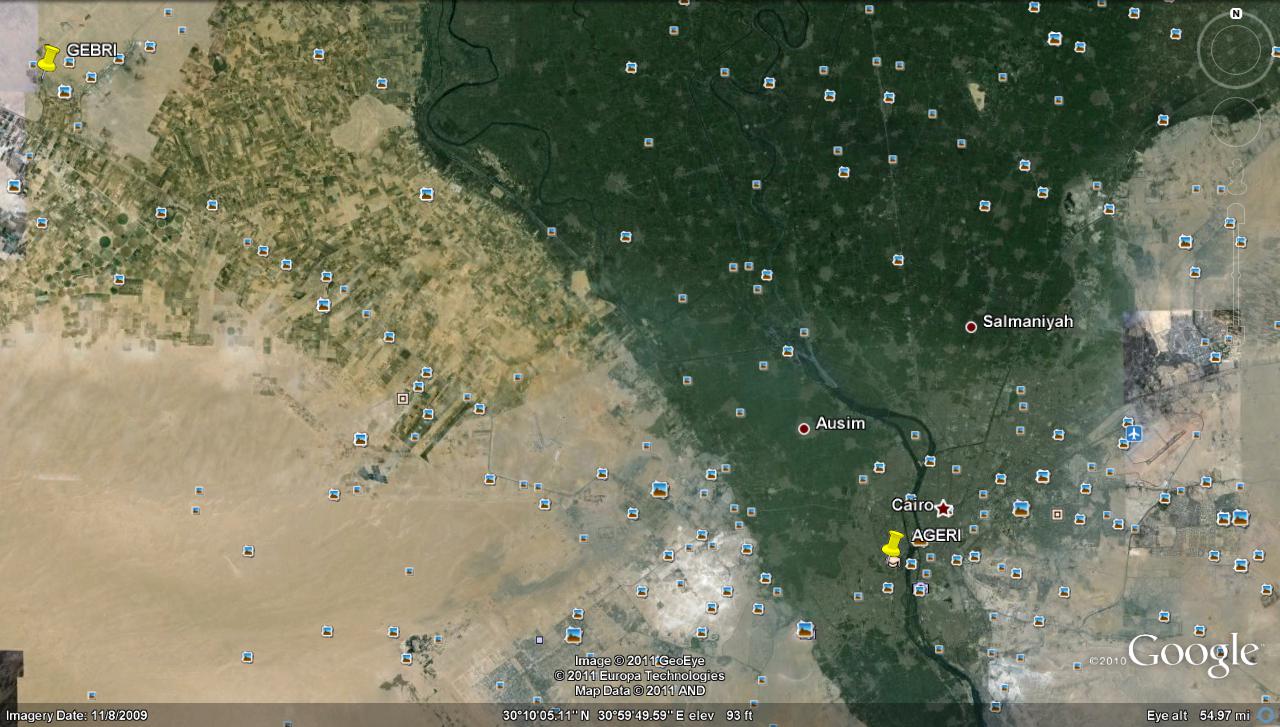 N
GEBRI
Salmaniyah
Ausim
Cairo
AGERI
©2010 Google
Image © 2011 GeoEye
© 2011 Europa Technologies
Map Data © 2011 AND
Imagery Date: 11/8/2009 30°10'05.11" N 30°59'49.59" E elev 93 ft Eye alt 54.97 mi